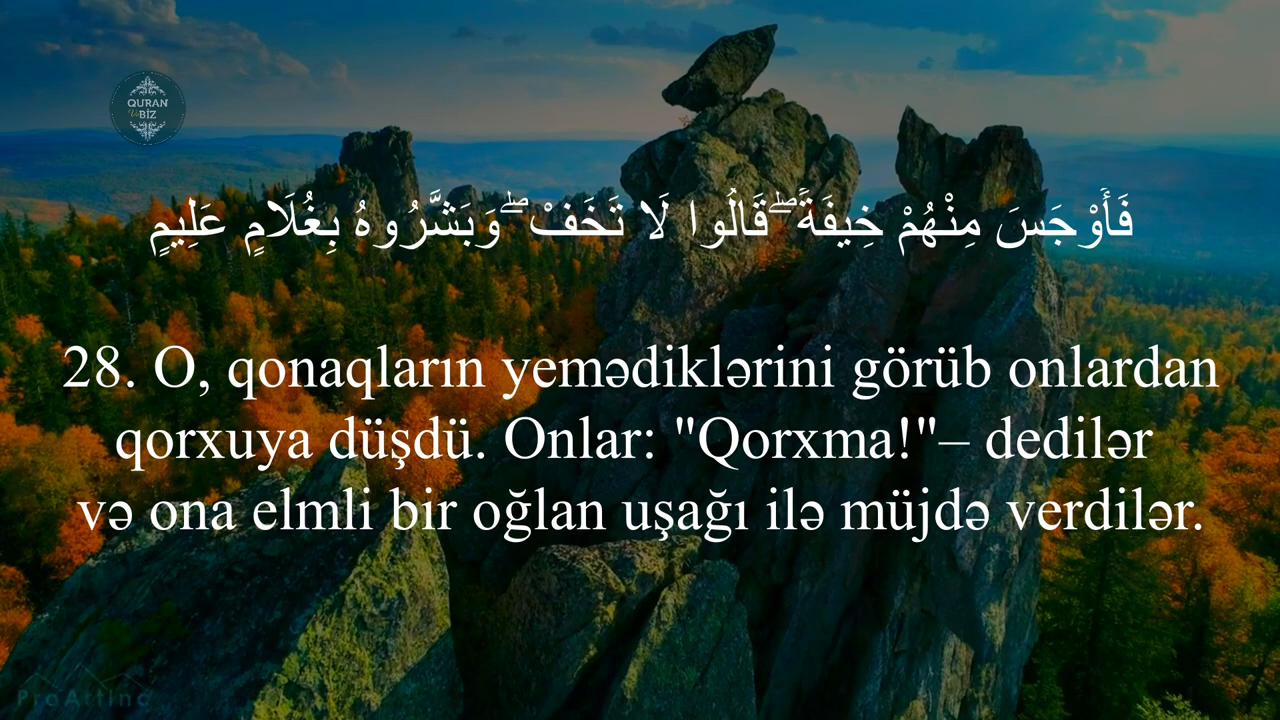 QURAN
Və BİZ
فَأَوْجَسَ مِنْهُمْ خِيفَةً ۖ قَالُوا لَا تَخَفْ ۖ وَبَشَّرُوهُ بِغُلَامٍ عَلِيمٍ
28. O, qonaqların yemədiklərini görüb onlardan
qorxuya düşdü. Onlar: "Qorxma!"– dedilər
və ona elmli bir oğlan uşağı ilə müjdə verdilər.